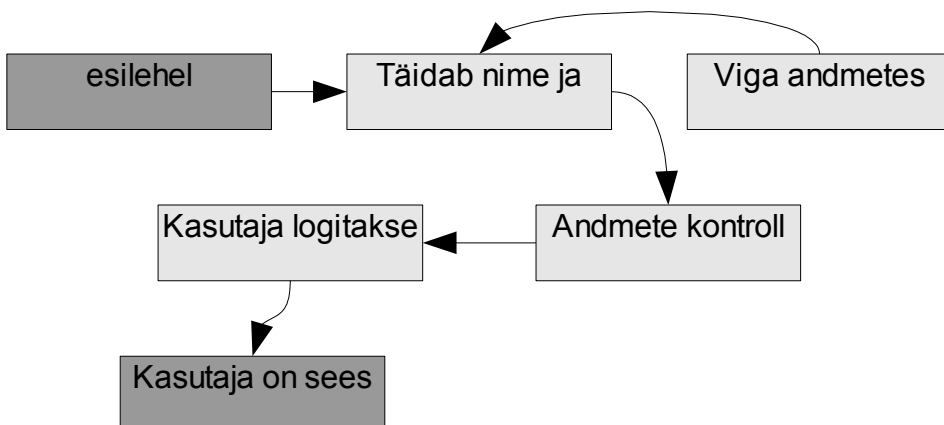 esilehel
Täidab nime ja
Viga andmetes
Kasutaja logitakse
Andmete kontroll
Kasutaja on sees